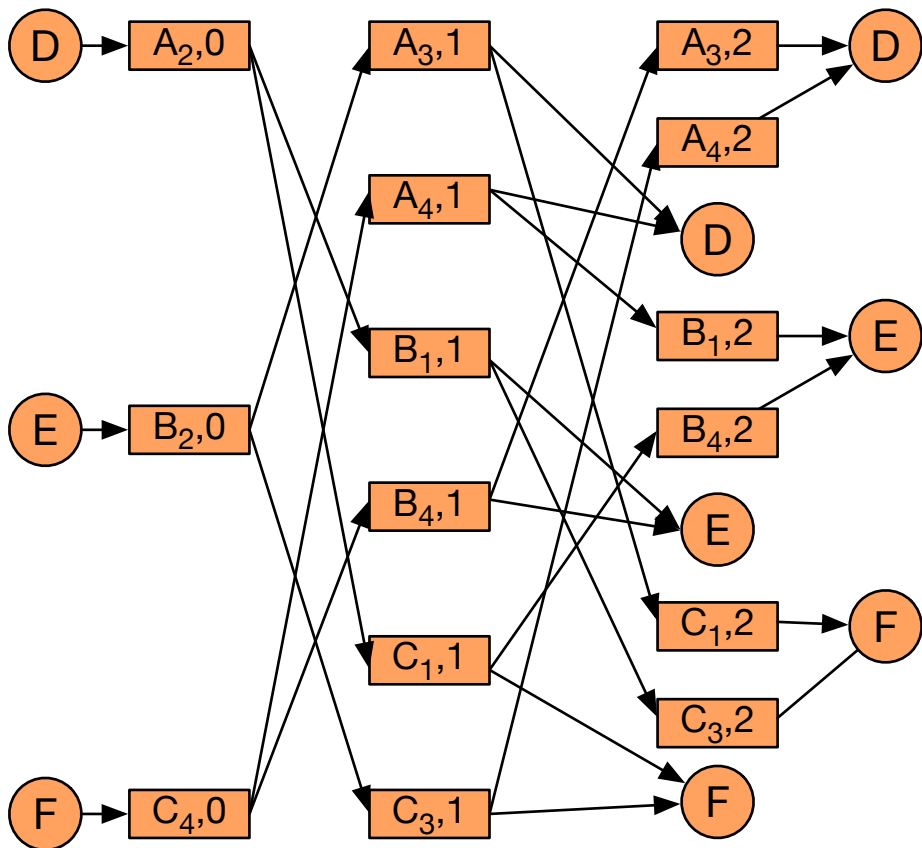 D A₂,0 A₃,1 A₃,2 D
A₄,2
A₄,1
D
B₁,1 B₁,2 E
E B₂,0 B₄,2
B₄,1
E
C₁,2 F
C₁,1
C₃,2
F C₄,0 C₃,1 F